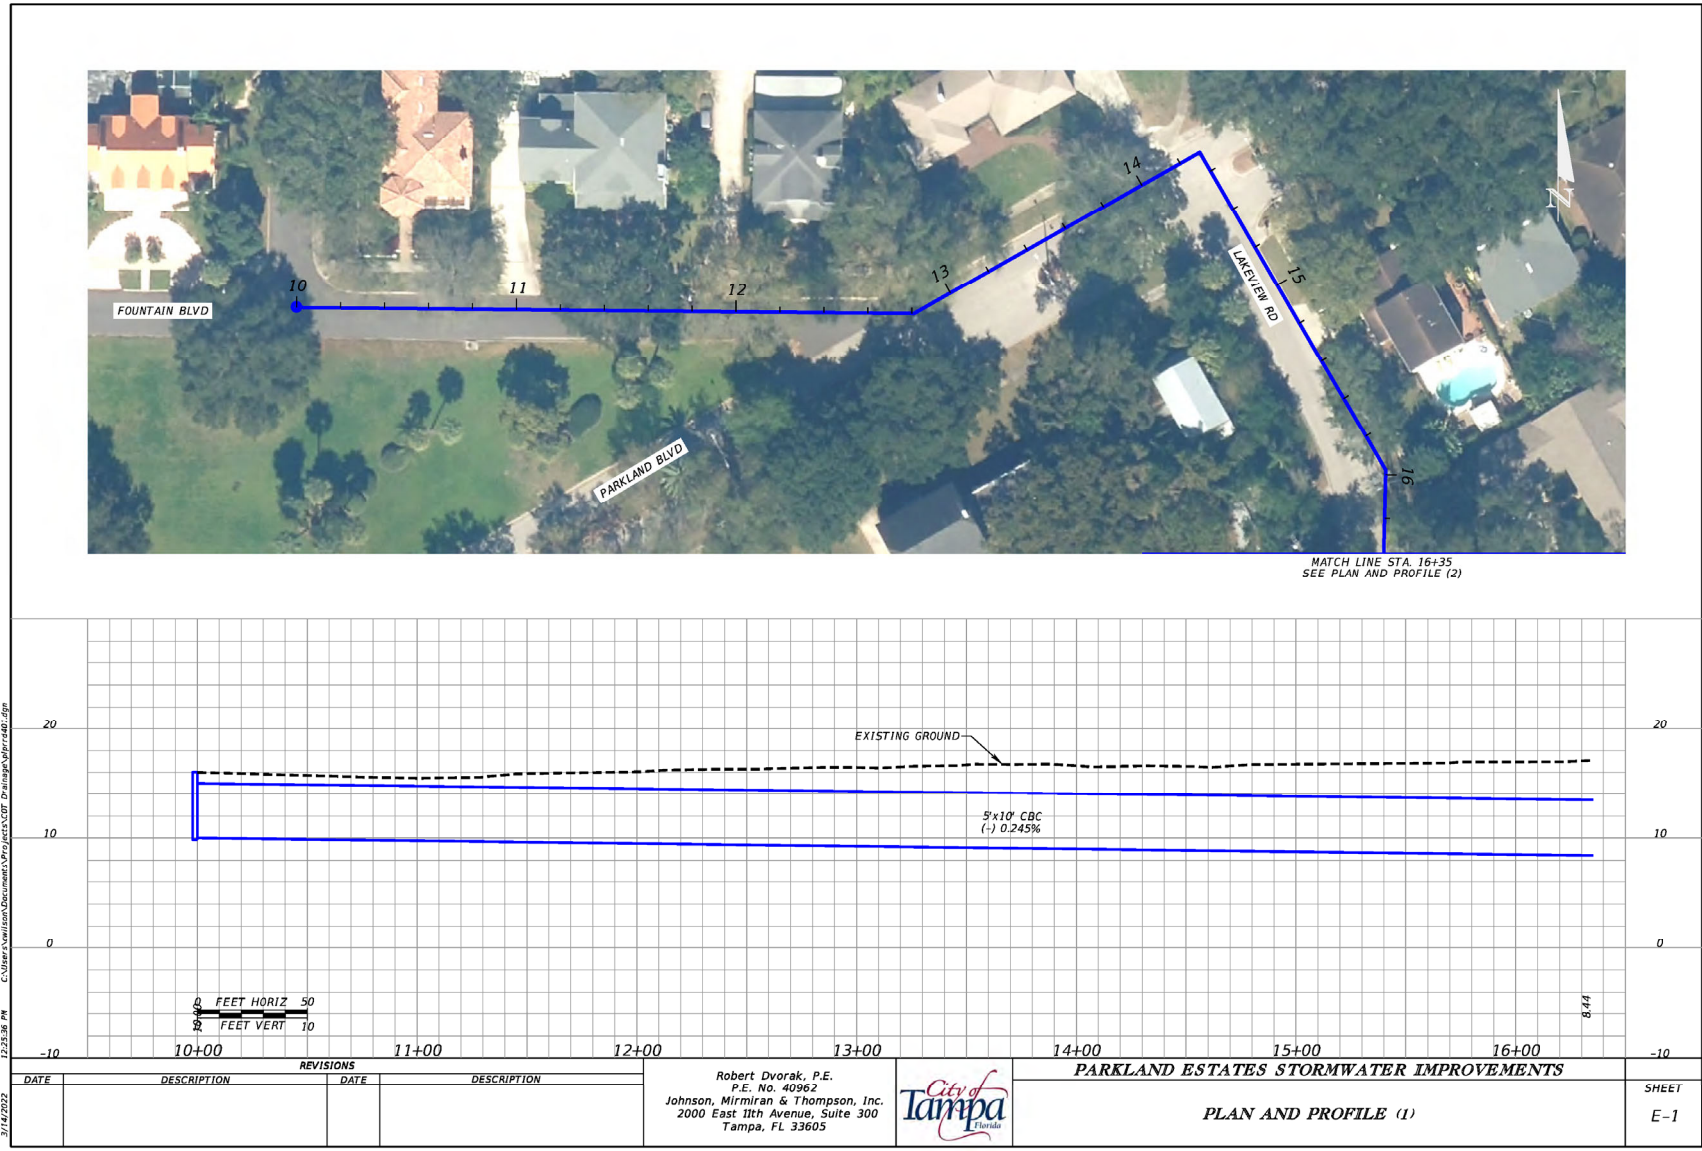 N
10
11
12
13
14
15
16
FOUNTAIN BLVD
LAKEVIEW RD
PARKLAND BLVD
MATCH LINE STA. 16+35
SEE PLAN AND PROFILE (2)
20
20
EXISTING GROUND
5'x10' CBC
(-) 0.245%
10
10
0
0
0 FEET HORIZ 50
FEET VERT 10
8.44
-10
-10
10+00
11+00
12+00
13+00
14+00
15+00
16+00
REVISIONS
DATE
DESCRIPTION
DATE
DESCRIPTION
Robert Dvorak, P.E.
P.E. No. 40962
Johnson, Mirmiran & Thompson, Inc.
2000 East 11th Avenue, Suite 300
Tampa, FL 33605
City of
Tampa
Florida
PARKLAND ESTATES STORMWATER IMPROVEMENTS
PLAN AND PROFILE (1)
SHEET
E-1
3/14/2022 12:25:36 PM